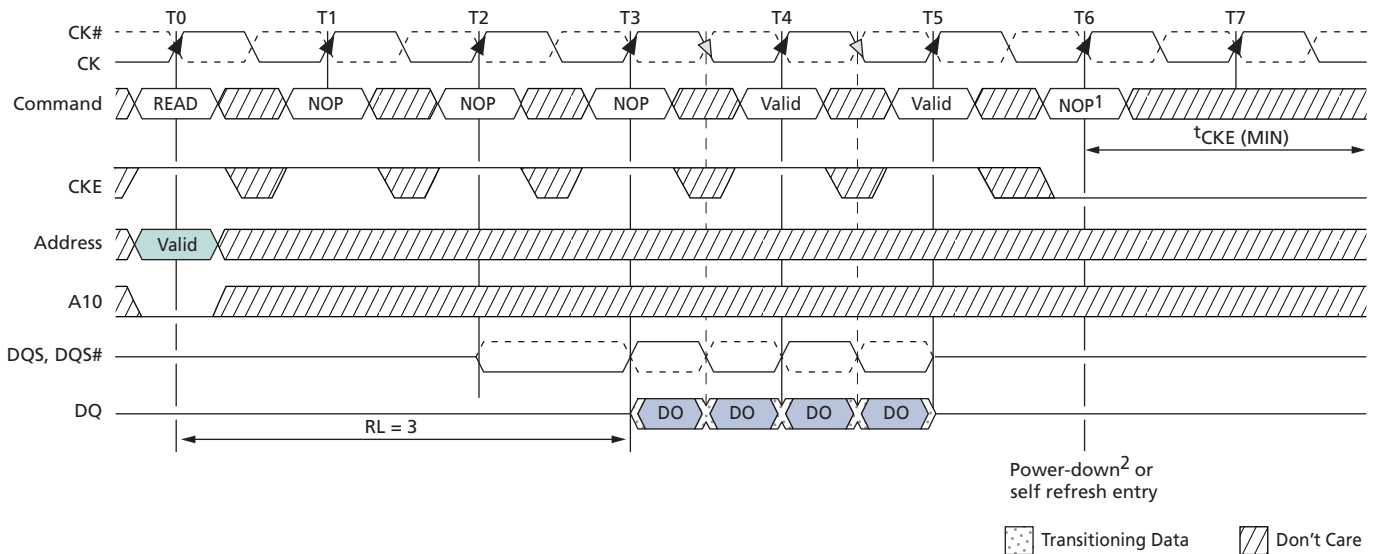 T0 T1 T2 T3 T4 T5 T6 T7
CK#
CK
Command READ NOP NOP NOP Valid Valid NOP1
tCKE (MIN)
CKE
Address Valid
A10
DQS, DQS#
DQ DO DO DO DO
RL = 3
Power-down2 or
self refresh entry
Transitioning Data Don't Care